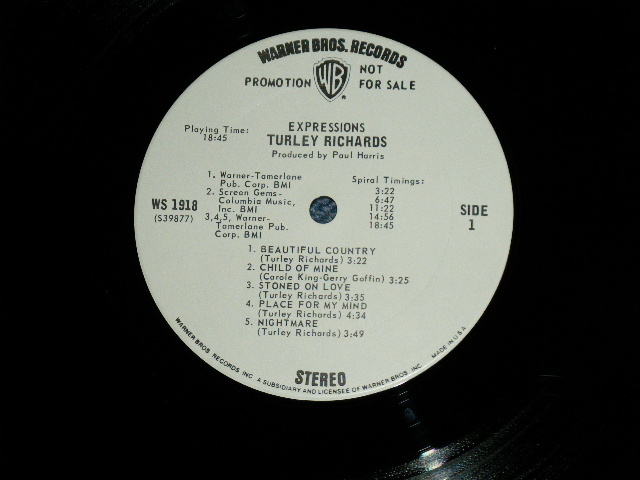 WARNER BROS. RECORDS
PROMOTION NOT
FOR SALE
WB
®
EXPRESSIONS
TURLEY RICHARDS
Produced by Paul Harris
Playing Time:
18:45
1. Warner-Tamerlane
Pub. Corp. BMI
2. Screen Gems-
Columbia Music,
Inc. BMI
3,4,5, Warner-
Tamerlane Pub.
Corp. BMI
Spiral Timings:
3:22
6:47
11:22
14:56
18:45
WS 1918
(S39877)
SIDE
1
1. BEAUTIFUL COUNTRY
(Turley Richards) 3:22
2. CHILD OF MINE
(Carole King-Gerry Goffin) 3:25
3. STONED ON LOVE
(Turley Richards) 3:35
4. PLACE FOR MY MIND
(Turley Richards) 4:34
5. NIGHTMARE
(Turley Richards) 3:49
STEREO
WARNER BROS. RECORDS INC. A SUBSIDIARY AND LICENSEE OF WARNER BROS. INC. MADE IN U.S.A.